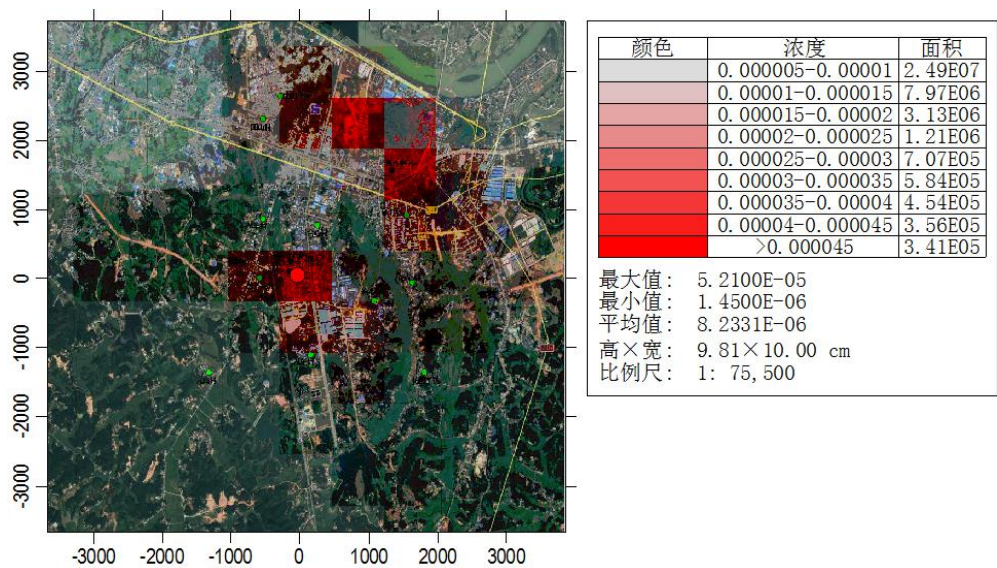 3000
2000
1000
0
-1000
-2000
-3000
-3000 -2000 -1000 0 1000 2000 3000
颜色 浓度 面积
0.000005-0.00001 2.49E07
0.00001-0.000015 7.97E06
0.000015-0.00002 3.13E06
0.00002-0.000025 1.21E06
0.000025-0.00003 7.07E05
0.00003-0.000035 5.84E05
0.000035-0.00004 4.54E05
0.00004-0.000045 3.56E05
>0.000045 3.41E05
最大值: 5.2100E-05
最小值: 1.4500E-06
平均值: 8.2331E-06
高×宽: 9.81×10.00 cm
比例尺: 1: 75,500